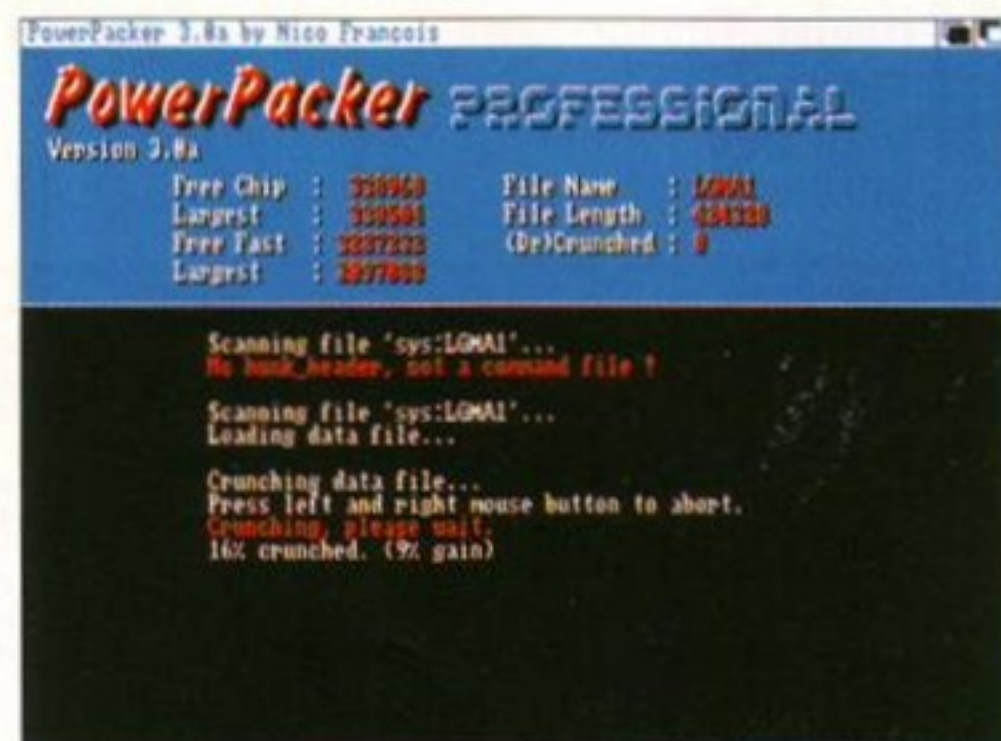 PowerPacker 3.0a by Nico Francois
PowerPacker PROFESSIONAL
Version 3.0a
Free Chip :
File Name : LGMA1
Largest :
File Length :
Free Fast :
(De)Crunched : 0
Largest :
Scanning file 'sys:LGMA1'...
No hunk_header, not a command file !
Scanning file 'sys:LGMA1'...
Loading data file...
Crunching data file...
Press left and right mouse button to abort.
Crunching, please wait.
16% crunched. (9% gain)